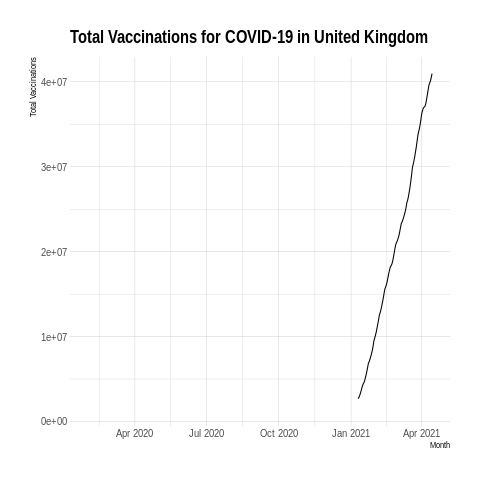 Total Vaccinations for COVID-19 in United Kingdom
Total Vaccinations
4e+07
3e+07
2e+07
1e+07
0e+00
Apr 2020 Jul 2020 Oct 2020 Jan 2021 Apr 2021
Month